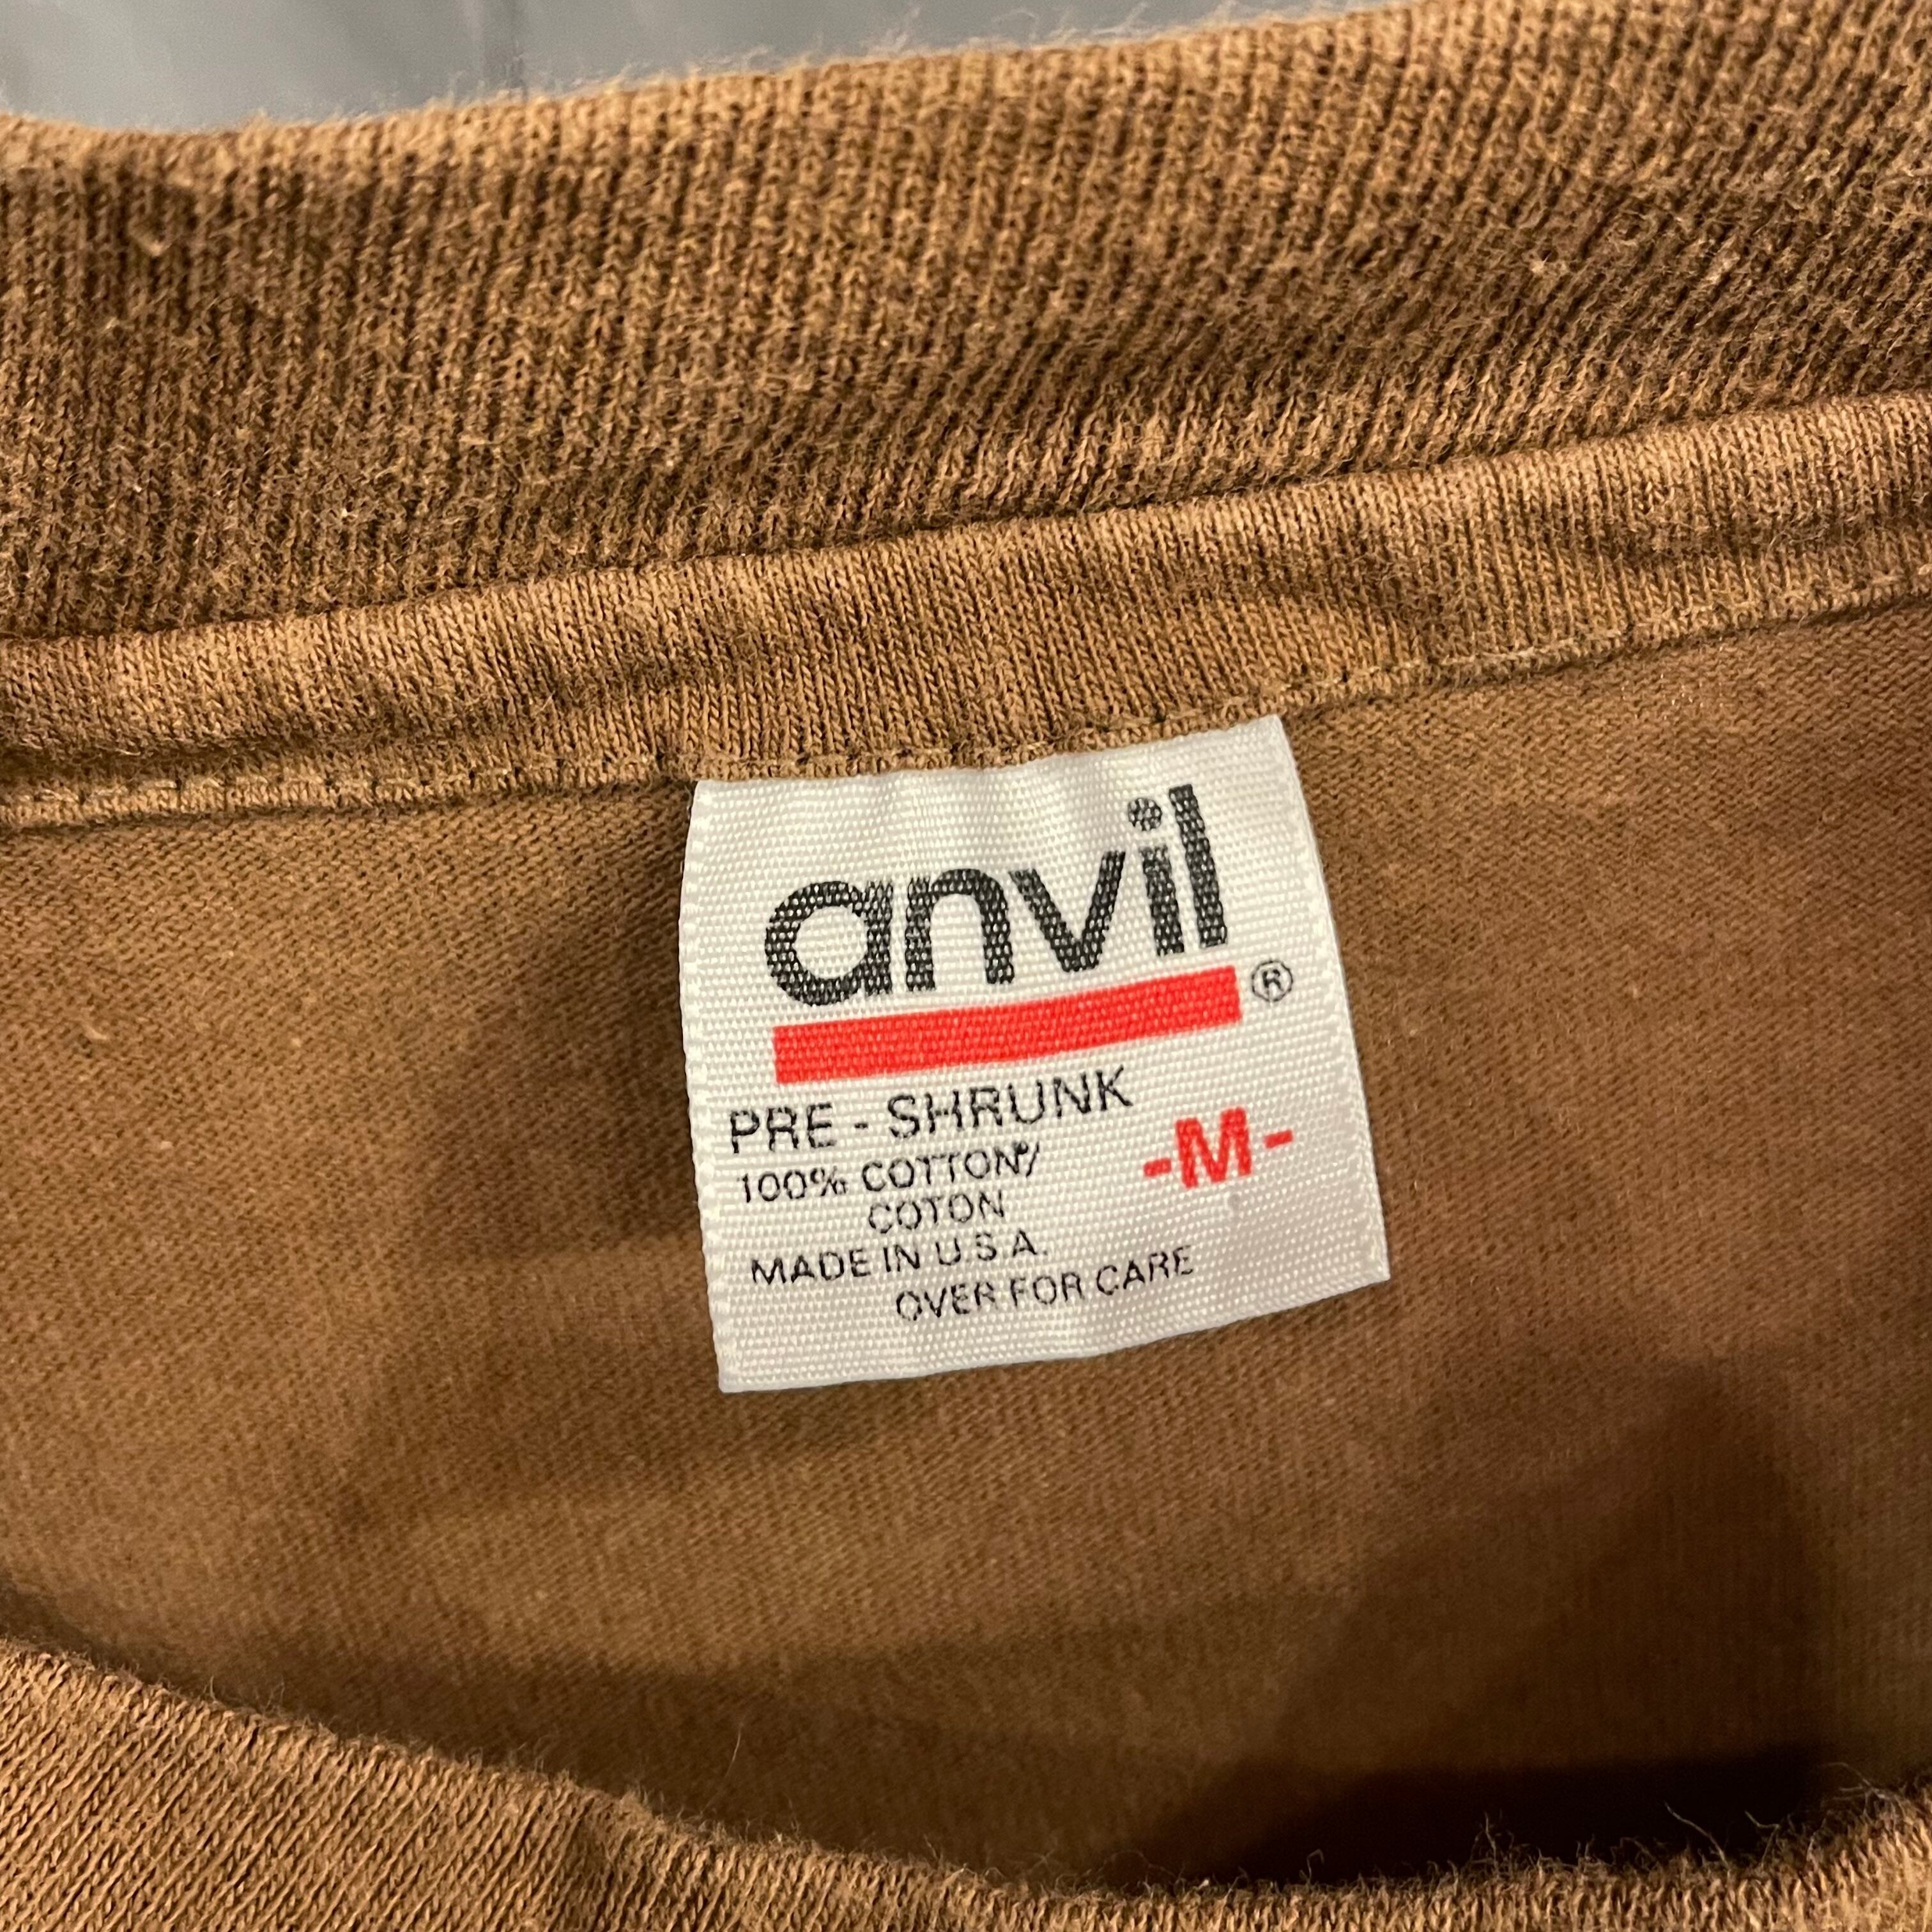 anvil®
PRE-SHRUNK
100% COTTON/
-M-
COTON
MADE IN U.S.A.
OVER FOR CARE